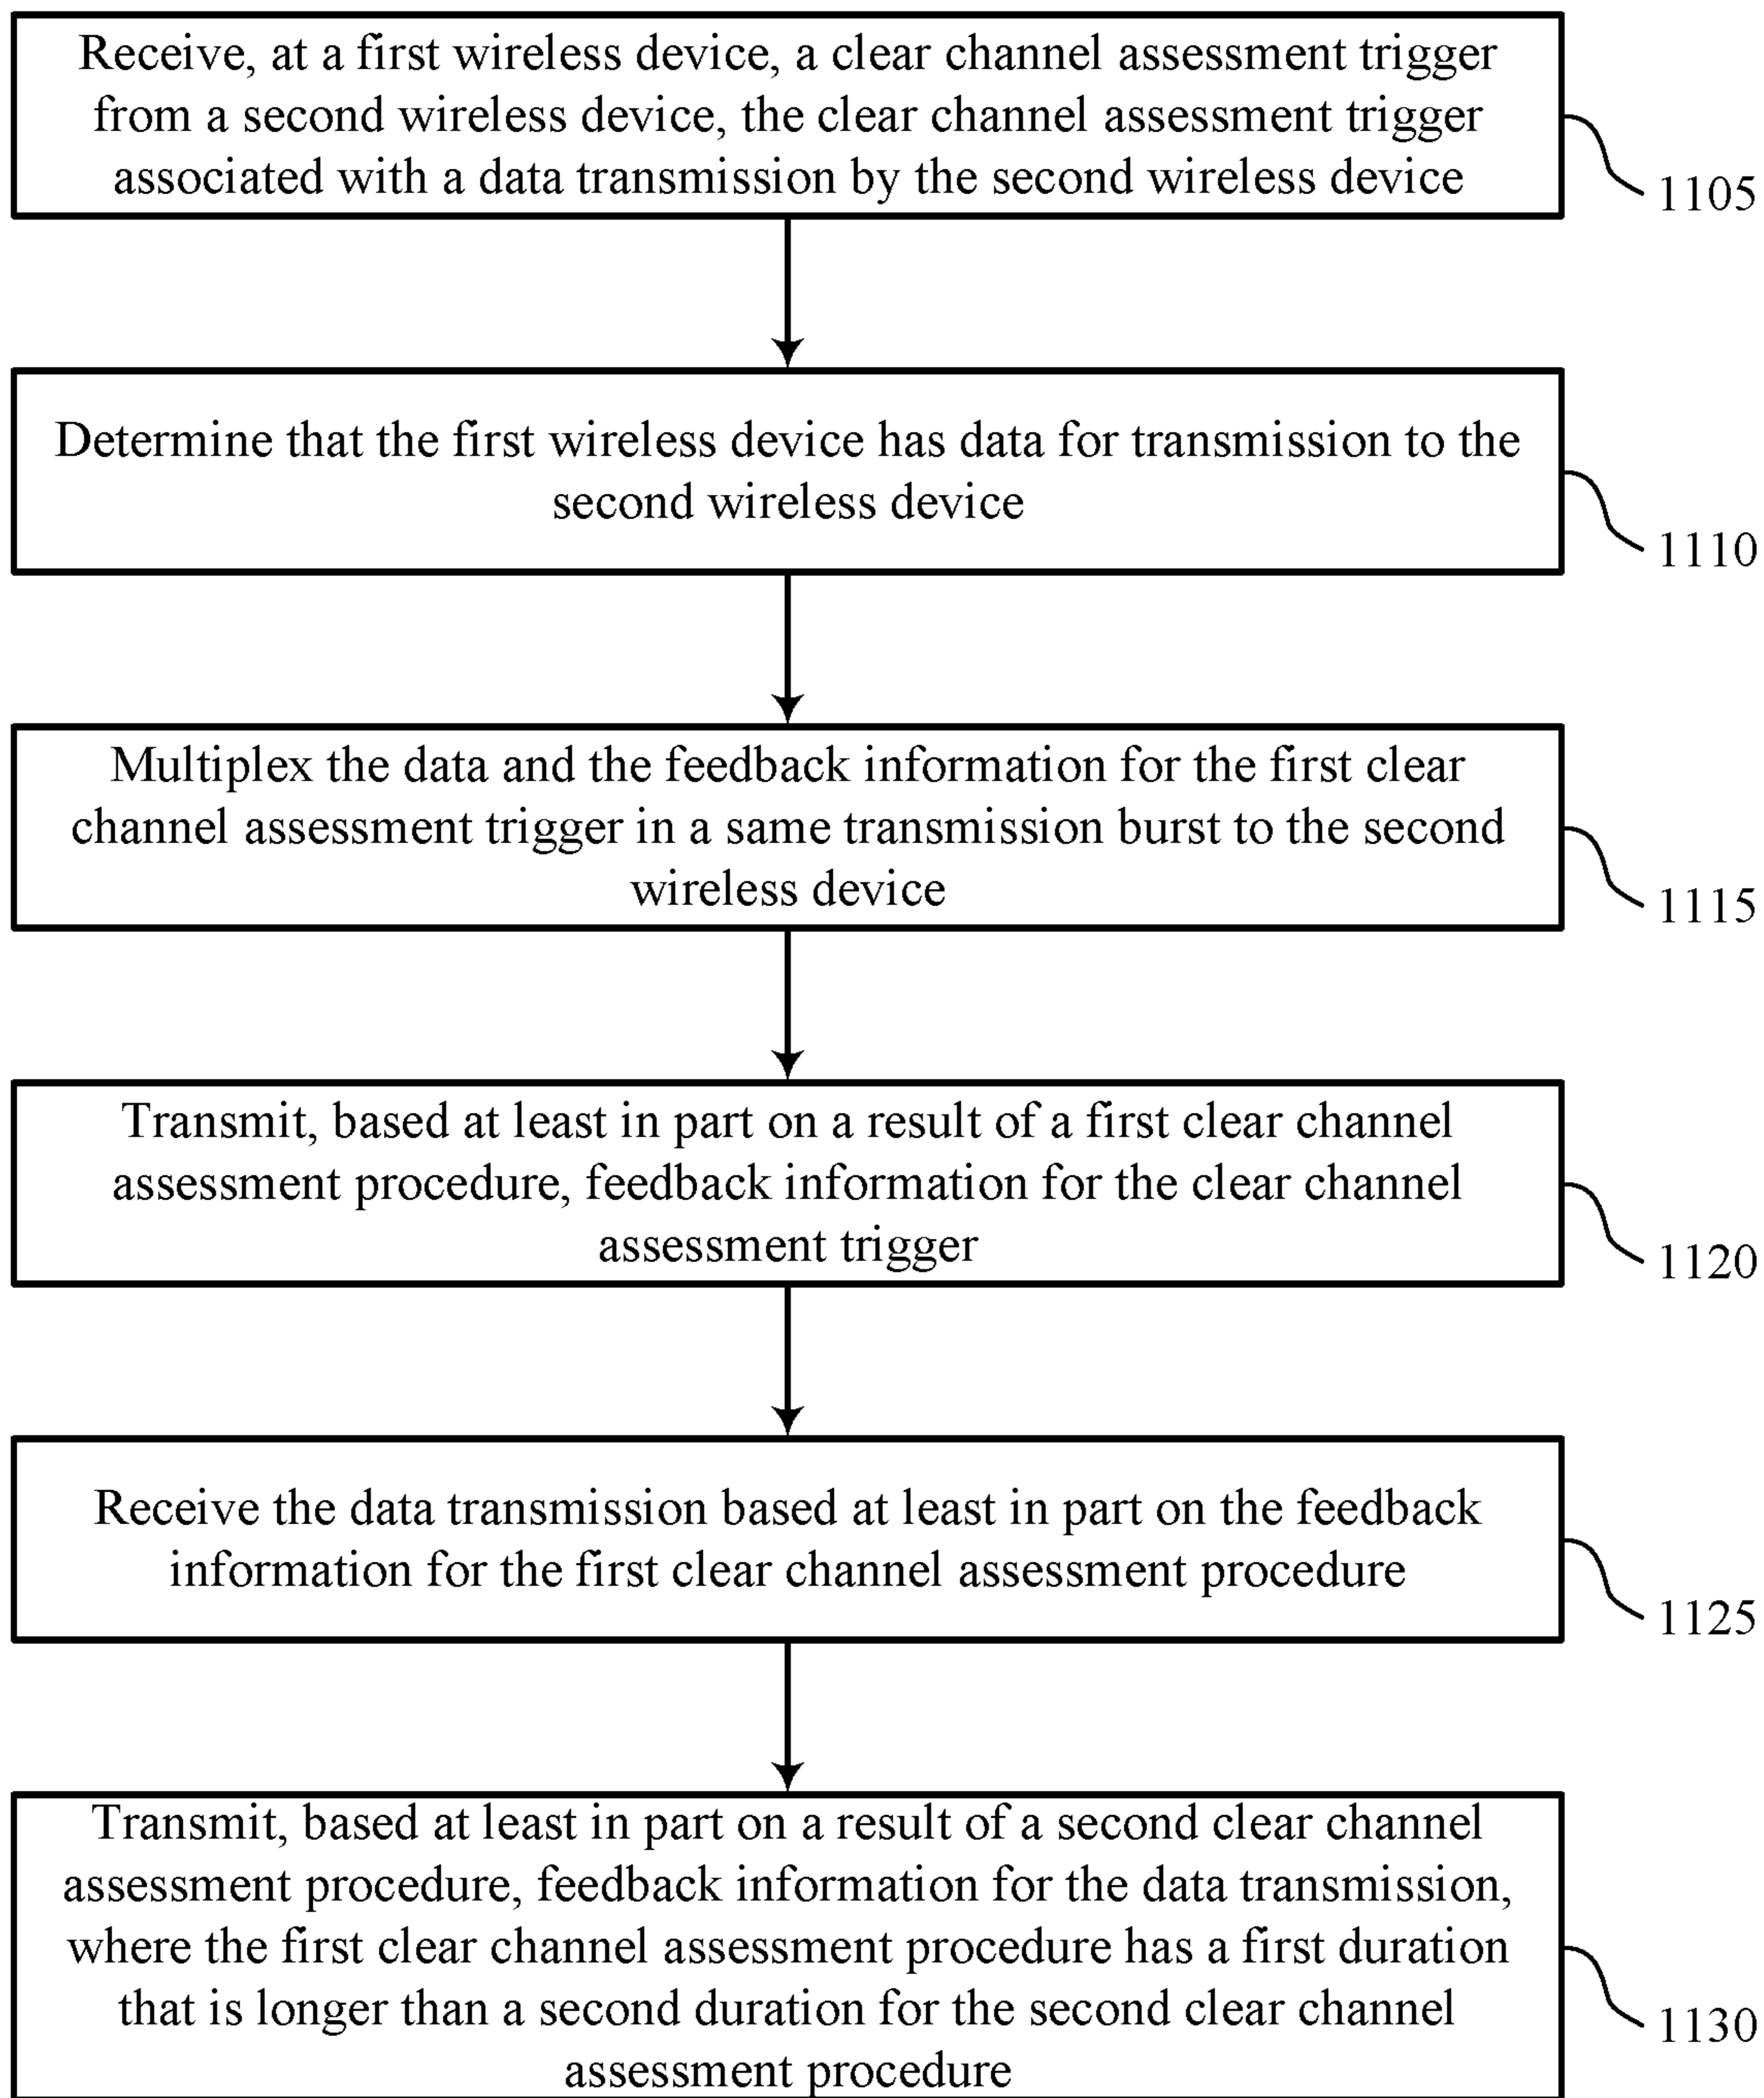 Receive, at a first wireless device, a clear channel assessment trigger
from a second wireless device, the clear channel assessment trigger
associated with a data transmission by the second wireless device
1105
Determine that the first wireless device has data for transmission to the
second wireless device
1110
Multiplex the data and the feedback information for the first clear
channel assessment trigger in a same transmission burst to the second
wireless device
1115
Transmit, based at least in part on a result of a first clear channel
assessment procedure, feedback information for the clear channel
assessment trigger
1120
Receive the data transmission based at least in part on the feedback
information for the first clear channel assessment procedure
1125
Transmit, based at least in part on a result of a second clear channel
assessment procedure, feedback information for the data transmission,
where the first clear channel assessment procedure has a first duration
that is longer than a second duration for the second clear channel
assessment procedure
1130